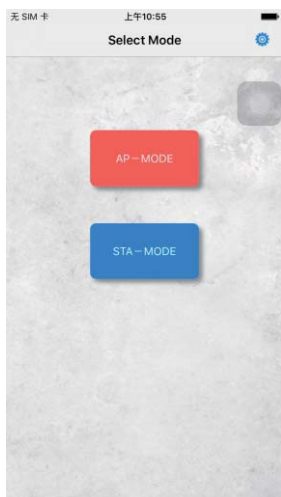 无 SIM 卡 上午10:55
Select Mode
AP－MODE
STA－MODE